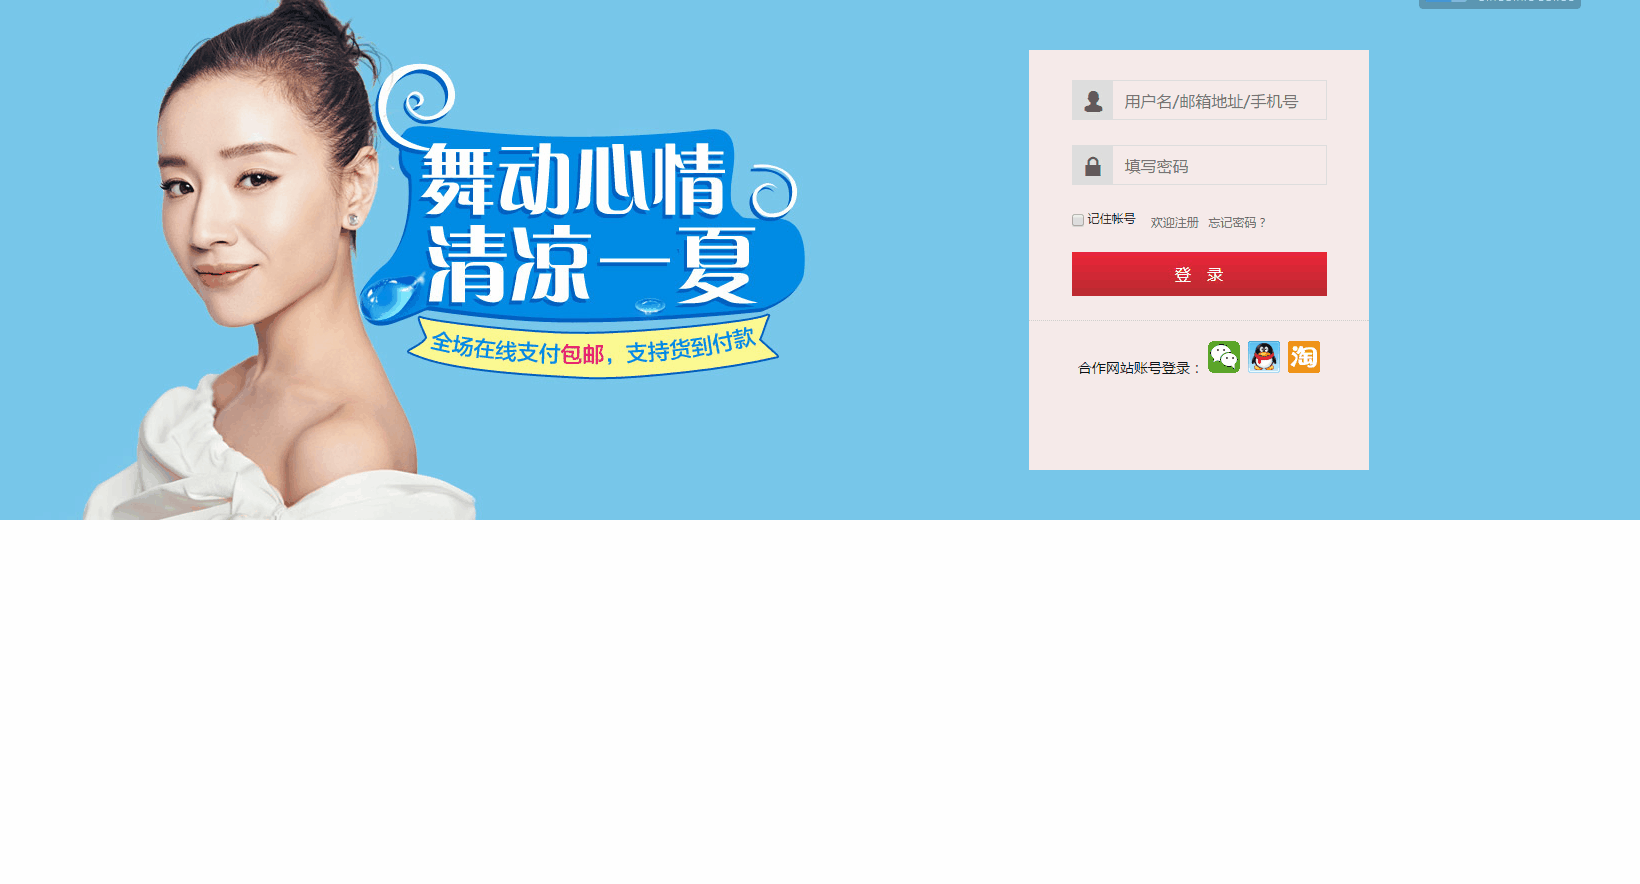 舞动心情
清凉一夏
全场在线支付包邮，支持货到付款
用户名/邮箱地址/手机号
填写密码
记住帐号 欢迎注册 忘记密码？
登 录
合作网站账号登录：
淘